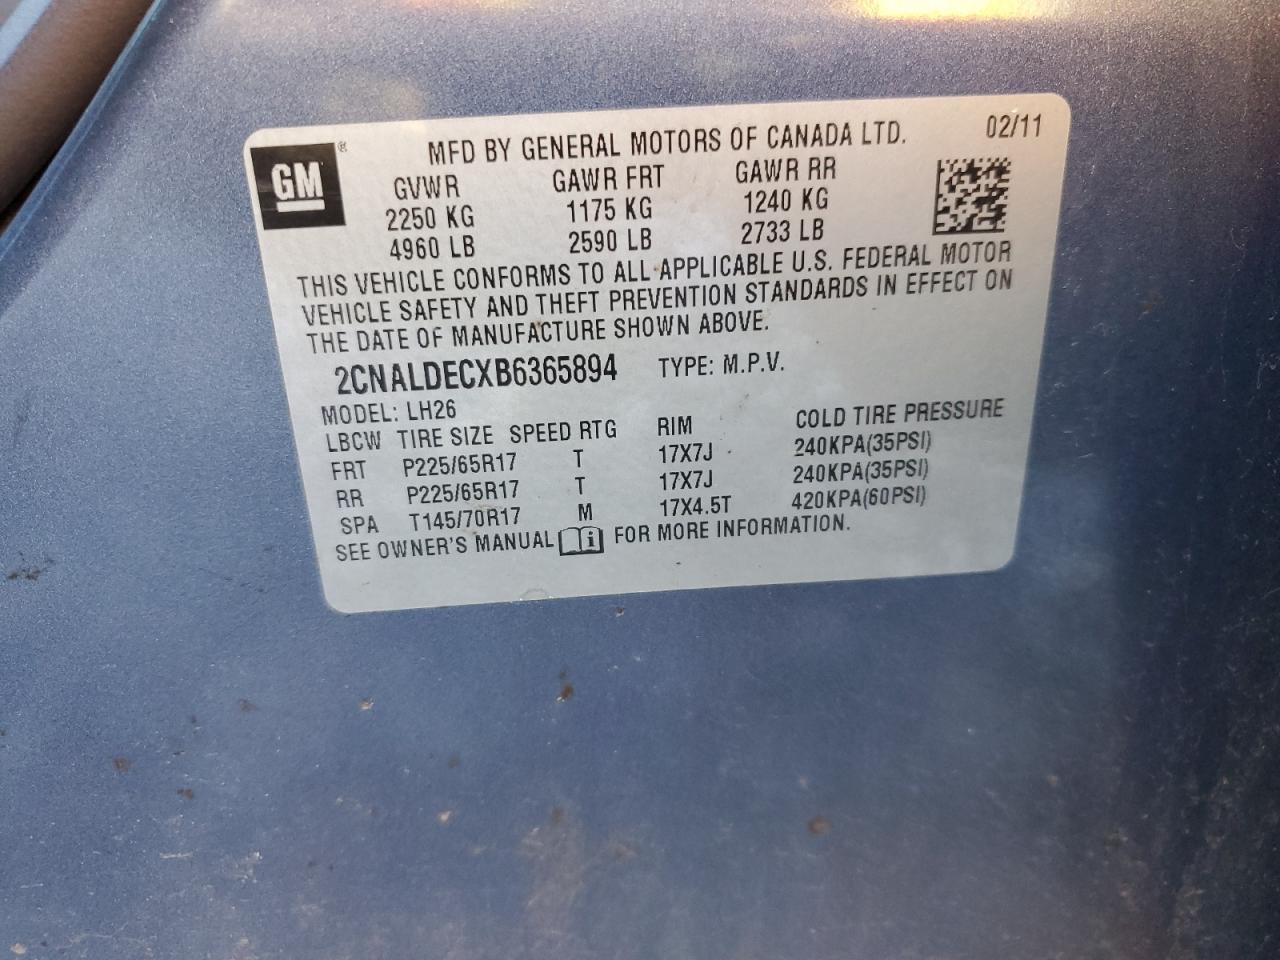 GM ® MFD BY GENERAL MOTORS OF CANADA LTD. 02/11
GVWR GAWR FRT GAWR RR
2250 KG 1175 KG 1240 KG
4960 LB 2590 LB 2733 LB
THIS VEHICLE CONFORMS TO ALL APPLICABLE U.S. FEDERAL MOTOR
VEHICLE SAFETY AND THEFT PREVENTION STANDARDS IN EFFECT ON
THE DATE OF MANUFACTURE SHOWN ABOVE.
2CNALDECXB6365894 TYPE: M.P.V.
MODEL: LH26
LBCW TIRE SIZE SPEED RTG RIM COLD TIRE PRESSURE
FRT P225/65R17 T 17X7J 240KPA(35PSI)
RR P225/65R17 T 17X7J 240KPA(35PSI)
SPA T145/70R17 M 17X4.5T 420KPA(60PSI)
SEE OWNER'S MANUAL i FOR MORE INFORMATION.